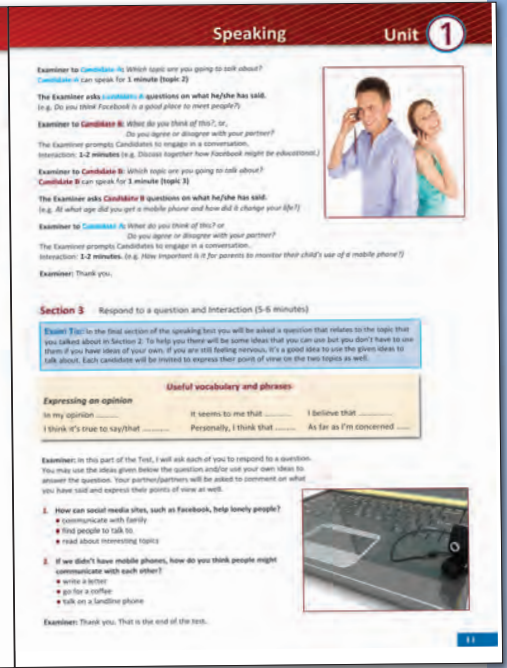 Speaking Unit 1
Examiner to Candidate A: Which topic are you going to talk about?
Candidate A can speak for 1 minute (topic 2)
The Examiner asks Candidate A questions on what he/she has said.
(e.g. Do you think Facebook is a good place to meet people?)
Examiner to Candidate B: What do you think of this?, or,
Do you agree or disagree with your partner?
The Examiner prompts Candidates to engage in a conversation.
Interaction: 1-2 minutes (e.g. Discuss together how Facebook might be educational.)
Examiner to Candidate B: Which topic are you going to talk about?
Candidate B can speak for 1 minute (topic 3)
The Examiner asks Candidate B questions on what he/she has said.
(e.g. At what age did you get a mobile phone and how did it change your life?)
Examiner to Candidate A: What do you think of this? or
Do you agree or disagree with your partner?
The Examiner prompts Candidates to engage in a conversation.
Interaction: 1-2 minutes. (e.g. How important is it for parents to monitor their child's use of a mobile phone?)
Examiner: Thank you.
Section 3 Respond to a question and Interaction (5-6 minutes)
Exam Tip: In the final section of the speaking test you will be asked a question that relates to the topic that
you talked about in Section 2. To help you there will be some ideas that you can use but you don't have to use
them if you have ideas of your own. If you are still feeling nervous, it's a good idea to use the given ideas to
talk about. Each candidate will be invited to express their point of view on the two topics as well.
Useful vocabulary and phrases
Expressing an opinion
In my opinion .......... It seems to me that ............ I believe that ..............
I think it's true to say/that ............ Personally, I think that .......... As far as I'm concerned ......
Examiner: In this part of the Test, I will ask each of you to respond to a question.
You may use the ideas given below the question and/or use your own ideas to
answer the question. Your partner/partners will be asked to comment on what
you have said and express their points of view as well.
1. How can social media sites, such as Facebook, help lonely people?
• communicate with family
• find people to talk to
• read about interesting topics
2. If we didn't have mobile phones, how do you think people might
communicate with each other?
• write a letter
• go for a coffee
• talk on a landline phone
Examiner: Thank you. That is the end of the test.
11